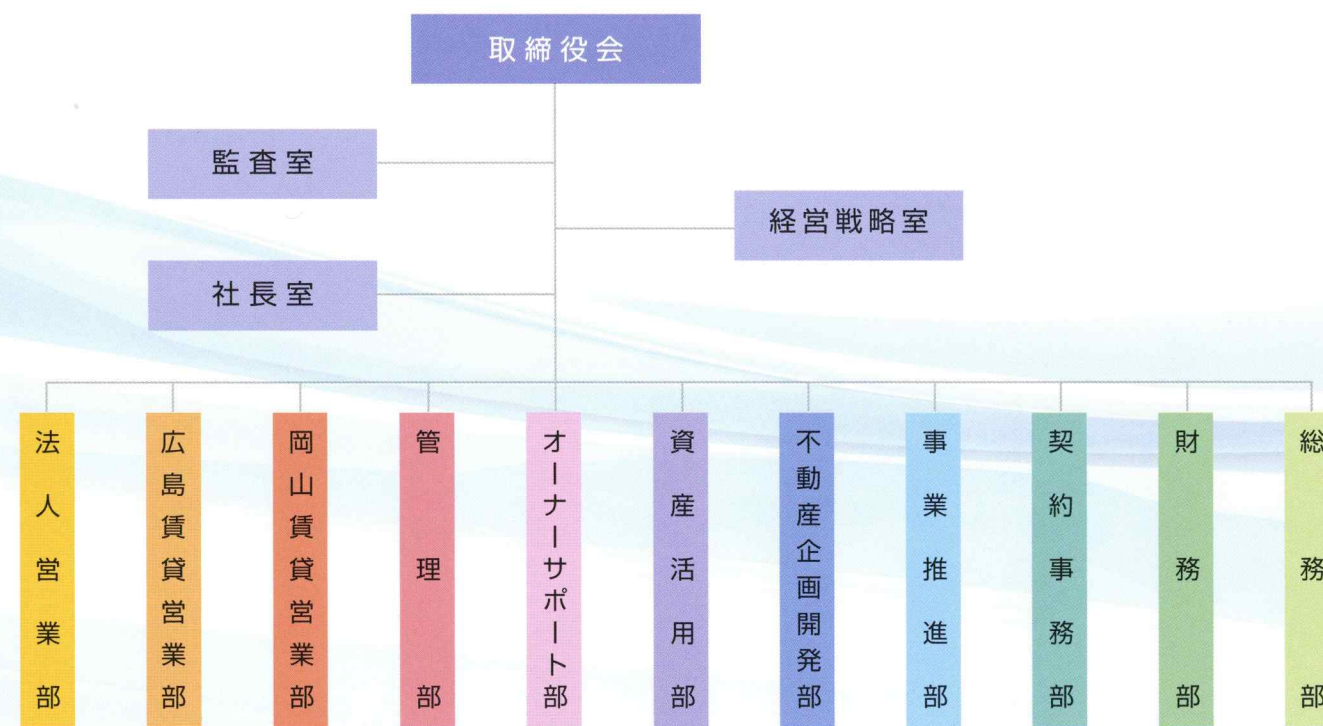 取締役会
監査室
経営戦略室
社長室
法人営業部
広島賃貸営業部
岡山賃貸営業部
管理部
オーナーサポート部
資産活用部
不動産企画開発部
事業推進部
契約事務部
財務部
総務部